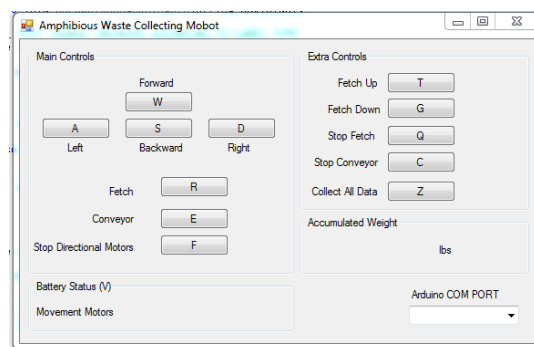 Amphibious Waste Collecting Mobot
Main Controls
Forward
W
A
S
D
Left
Backward
Right
Fetch
R
Conveyor
E
Stop Directional Motors
F
Battery Status (V)
Movement Motors
Extra Controls
Fetch Up
T
Fetch Down
G
Stop Fetch
Q
Stop Conveyor
C
Collect All Data
Z
Accumulated Weight
lbs
Arduino COM PORT